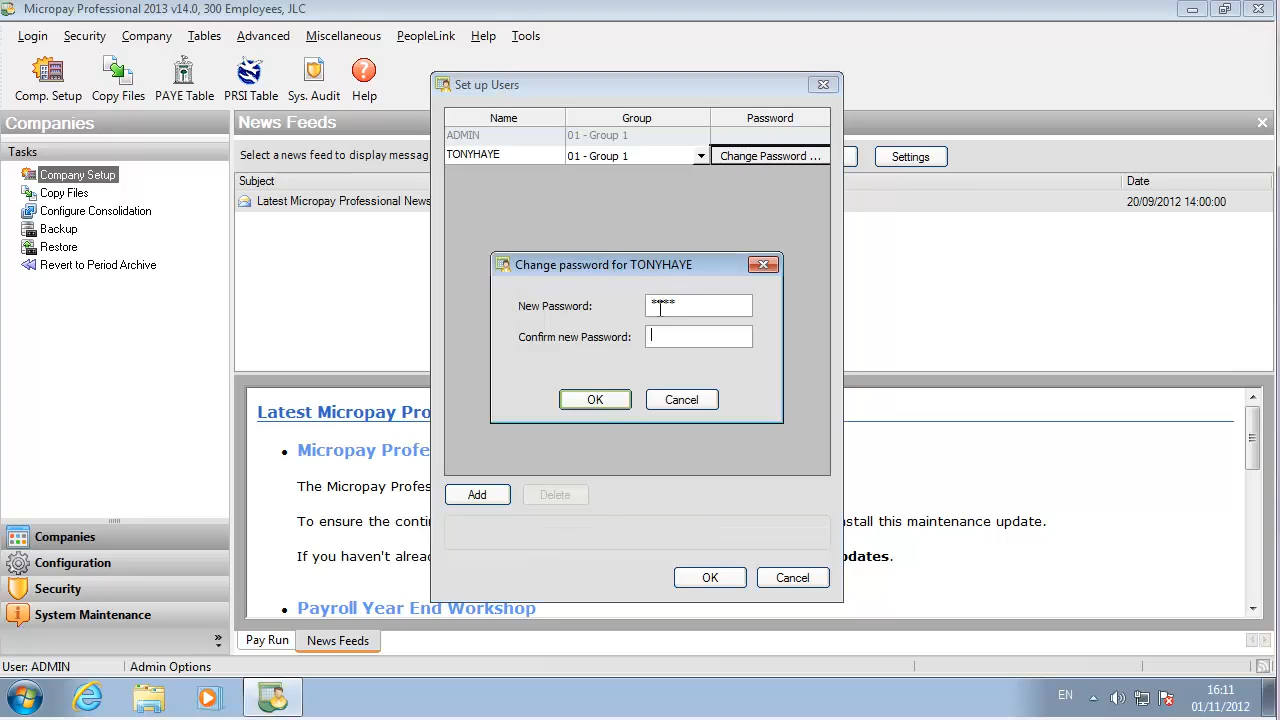 Micropay Professional 2013 v14.0, 300 Employees, JLC
Login Security Company Tables Advanced Miscellaneous PeopleLink Help Tools
Comp. Setup Copy Files PAYE Table PRSI Table Sys. Audit Help
Companies
Tasks
Company Setup
Copy Files
Configure Consolidation
Backup
Restore
Revert to Period Archive
Companies
Configuration
Security
System Maintenance
»
News Feeds
Select a news feed to display messag
Settings
Subject Date
Latest Micropay Professional News 20/09/2012 14:00:00
Set up Users
Name Group Password
ADMIN 01 - Group 1
TONYHAYE 01 - Group 1 Change Password ...
Change password for TONYHAYE
New Password: ****
Confirm new Password:
OK Cancel
Add Delete
OK Cancel
Latest Micropay Pro
• Micropay Profe
The Micropay Profes
To ensure the conti stall this maintenance update.
If you haven't alrea pdates.
• Payroll Year End Workshop
Pay Run News Feeds
User: ADMIN Admin Options
EN 16:11
01/11/2012